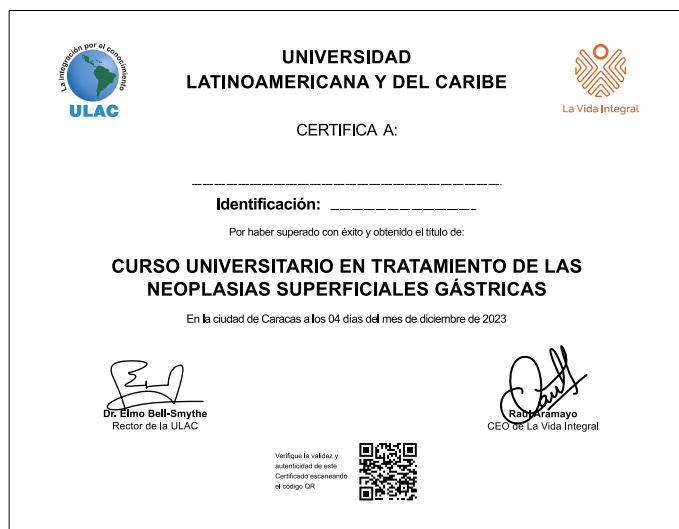 La integración por el conocimiento
ULAC
UNIVERSIDAD
LATINOAMERICANA Y DEL CARIBE
La Vida Integral
CERTIFICA A:
Identificación:
Por haber superado con éxito y obtenido el título de:
CURSO UNIVERSITARIO EN TRATAMIENTO DE LAS
NEOPLASIAS SUPERFICIALES GÁSTRICAS
En la ciudad de Caracas a los 04 días del mes de diciembre de 2023
Dr. Elmo Bell-Smythe
Rector de la ULAC
Raúl Aramayo
CEO de La Vida Integral
Verifique la validez y
autenticidad de este
Certificado escaneando
el código QR